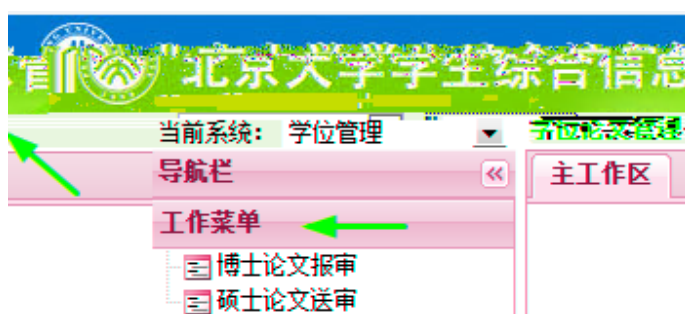 北京大学学生综合信息
当前系统： 学位管理
导航栏
主工作区
工作菜单
博士论文报审
硕士论文送审